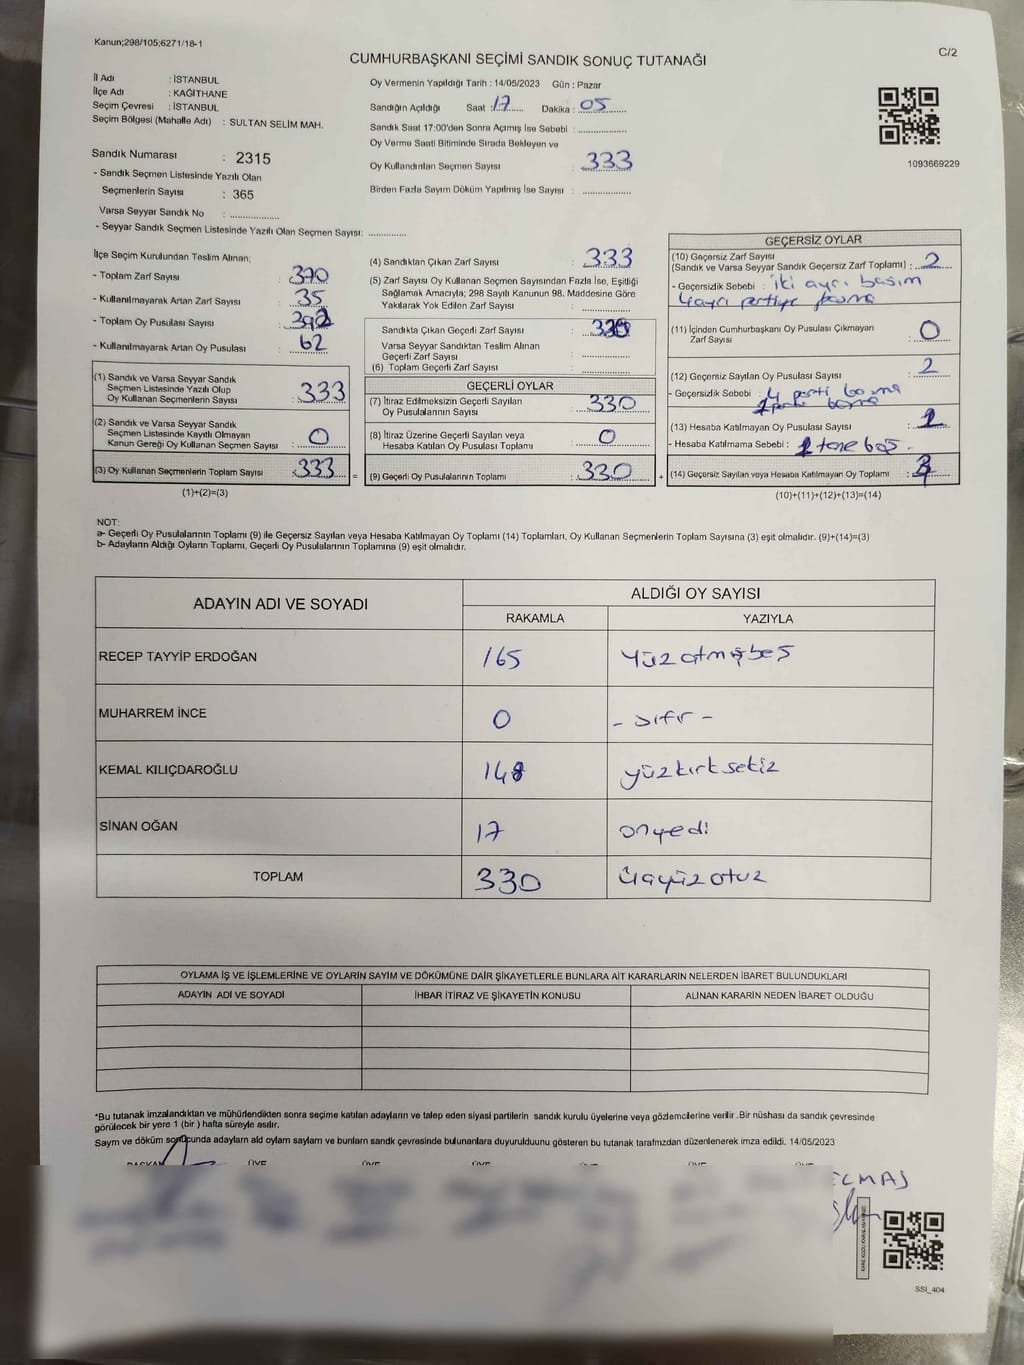 Kanun;298/105;6271/18-1
C/2
CUMHURBAŞKANI SEÇİMİ SANDIK SONUÇ TUTANAĞI
İl Adı : İSTANBUL
İlçe Adı : KAĞITHANE
Seçim Çevresi : İSTANBUL
Seçim Bölgesi (Mahalle Adı) : SULTAN SELİM MAH.
Sandık Numarası : 2315
- Sandık Seçmen Listesinde Yazılı Olan
Seçmenlerin Sayısı : 365
Varsa Seyyar Sandık No : ..............
- Seyyar Sandık Seçmen Listesinde Yazılı Olan Seçmen Sayısı: ............
Oy Vermenin Yapıldığı Tarih : 14/05/2023 Gün : Pazar
Sandığın Açıldığı Saat : 17 Dakika : 05
Sandık Saat 17:00'den Sonra Açımış İse Sebebi : ..............
Oy Verme Saati Bitiminde Sırada Bekleyen ve
Oy Kullandırılan Seçmen Sayısı : 333
Birden Fazla Sayım Döküm Yapılmış İse Sayısı : ..............
1093669229
İlçe Seçim Kurulundan Teslim Alınan;
- Toplam Zarf Sayısı : 370
- Kullanılmayarak Artan Zarf Sayısı : 35
- Toplam Oy Pusulası Sayısı :
- Kullanılmayarak Artan Oy Pusulası : 62
(1) Sandık ve Varsa Seyyar Sandık
Seçmen Listesinde Yazılı Olup
Oy Kullanan Seçmenlerin Sayısı : 333
(2) Sandık ve Varsa Seyyar Sandık
Seçmen Listesinde Kayıtlı Olmayan
Kanun Gereği Oy Kullanan Seçmen Sayısı : 0
(3) Oy Kullanan Seçmenlerin Toplam Sayısı : 333
(1)+(2)=(3)
(4) Sandıktan Çıkan Zarf Sayısı : 333
(5) Zarf Sayısı Oy Kullanan Seçmen Sayısından Fazla İse, Eşitliği
Sağlamak Amacıyla; 298 Sayılı Kanunun 98. Maddesine Göre
Yakılarak Yok Edilen Zarf Sayısı : ..............
Sandıkta Çıkan Geçerli Zarf Sayısı :
Varsa Seyyar Sandıktan Teslim Alınan
Geçerli Zarf Sayısı : ..............
(6) Toplam Geçerli Zarf Sayısı : ..............
GEÇERLİ OYLAR
(7) İtiraz Edilmeksizin Geçerli Sayılan
Oy Pusulalarının Sayısı : 330
(8) İtiraz Üzerine Geçerli Sayılan veya
Hesaba Katılan Oy Pusulaları Toplamı : 0
(9) Geçerli Oy Pusulalarının Toplamı : 330
GEÇERSİZ OYLAR
(10) Geçersiz Zarf Sayısı
(Sandık ve Varsa Seyyar Sandık Geçersiz Zarf Toplamı) : 2
- Geçersizlik Sebebi : iki ayrı basım
(11) İçinden Cumhurbaşkanı Oy Pusulası Çıkmayan
Zarf Sayısı : 0
(12) Geçersiz Sayılan Oy Pusulası Sayısı : 2
- Geçersizlik Sebebi :
(13) Hesaba Katılmayan Oy Pusulası Sayısı : 1
- Hesaba Katılmama Sebebi : 1 tane boş
(14) Geçersiz Sayılan veya Hesaba Katılmayan Oy Toplamı : 3
(10)+(11)+(12)+(13)=(14)
NOT:
a- Geçerli Oy Pusulalarının Toplamı (9) ile Geçersiz Sayılan veya Hesaba Katılmayan Oy Toplamı (14) Toplamları, Oy Kullanan Seçmenlerin Toplam Sayısına (3) eşit olmalıdır. (9)+(14)=(3)
b- Adayların Aldığı Oyların Toplamı, Geçerli Oy Pusulalarının Toplamına (9) eşit olmalıdır.
ADAYIN ADI VE SOYADI
ALDIĞI OY SAYISI
RAKAMLA YAZIYLA
RECEP TAYYİP ERDOĞAN 165 yüzatmışbeş
MUHARREM İNCE 0 - sıfır -
KEMAL KILIÇDAROĞLU 148 yüzkırksekiz
SİNAN OĞAN 17 onyedi
TOPLAM 330 üçyüzotuz
OYLAMA İŞ VE İŞLEMLERİNE VE OYLARIN SAYIM VE DÖKÜMÜNE DAİR ŞİKAYETLERLE BUNLARA AİT KARARLARIN NELERDEN İBARET BULUNDUKLARI
ADAYIN ADI VE SOYADI İHBAR İTİRAZ VE ŞİKAYETİN KONUSU ALINAN KARARIN NEDEN İBARET OLDUĞU
*Bu tutanak imzalandıktan ve mühürlendikten sonra seçime katılan adayların ve talep eden siyasi partilerin sandık kurulu üyelerine veya gözlemcilerine verilir .Bir nüshası da sandık çevresinde
görülecek bir yere 1 (bir ) hafta süreyle asılır.
Sayım ve döküm sonucunda adayların ald oyların sayıların ve bunların sandık çevresinde bulunanlara duyurulduunu gösteren bu tutanak tarafımzdan düzenlenerek imza edildi. 14/05/2023
BAŞKAN ÜYE ÜYE ÜYE ÜYE ÜYE ÜYE
SSI_404